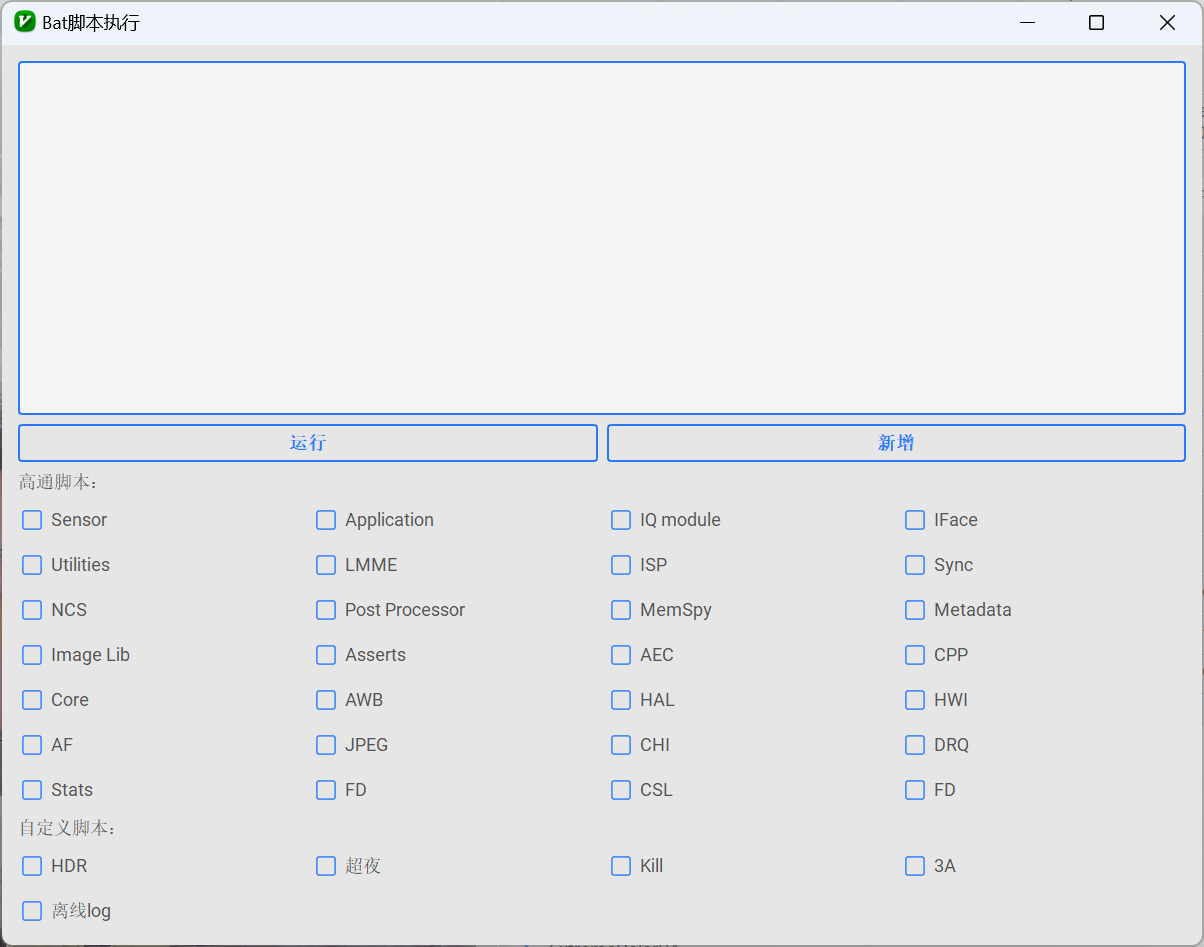 Bat脚本执行
运行 新增
高通脚本：
Sensor Application IQ module IFace
Utilities LMME ISP Sync
NCS Post Processor MemSpy Metadata
Image Lib Asserts AEC CPP
Core AWB HAL HWI
AF JPEG CHI DRQ
Stats FD CSL FD
自定义脚本：
HDR 超夜 Kill 3A
离线log